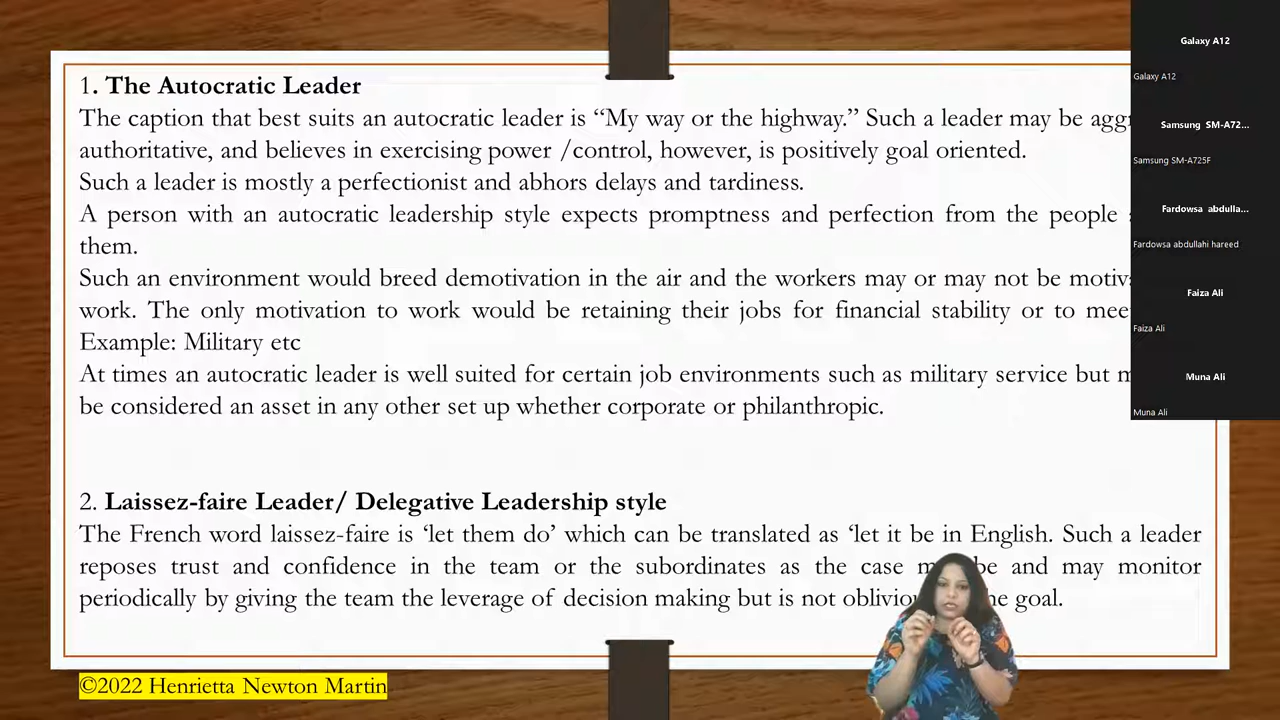 1. The Autocratic Leader
The caption that best suits an autocratic leader is “My way or the highway.” Such a leader may be
authoritative, and believes in exercising power /control, however, is positively goal oriented.
Such a leader is mostly a perfectionist and abhors delays and tardiness.
A person with an autocratic leadership style expects promptness and perfection from the people
them.
Such an environment would breed demotivation in the air and the workers may or may not be
work. The only motivation to work would be retaining their jobs for financial stability or to
Example: Military etc
At times an autocratic leader is well suited for certain job environments such as military service but
be considered an asset in any other set up whether corporate or philanthropic.
2. Laissez-faire Leader/ Delegative Leadership style
The French word laissez-faire is ‘let them do’ which can be translated as ‘let it be in English. Such a leader
reposes trust and confidence in the team or the subordinates as the case be and may monitor
periodically by giving the team the leverage of decision making but is not goal.
©2022 Henrietta Newton Martin
Galaxy A12
Galaxy A12
Samsung SM-A72...
Samsung SM-A725F
Fardowsa abdulla...
Fardowsa abdullahi hareed
Faiza Ali
Faiza Ali
Muna Ali
Muna Ali